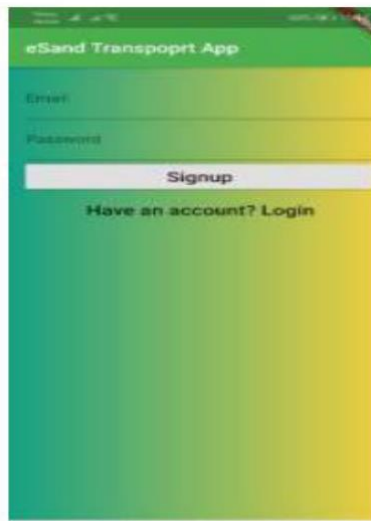 eSand Transpoprt App
Email
Password
Signup
Have an account? Login